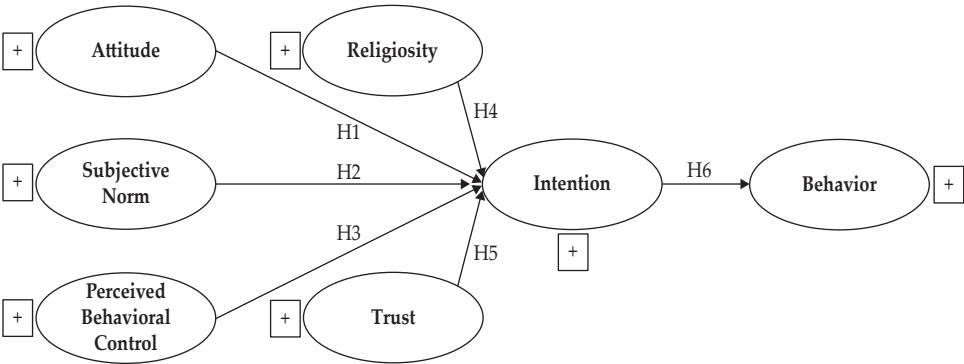 +
Attitude
+
Religiosity
H1
H4
+
Subjective
Norm
H2
Intention
+
H6
Behavior
+
H3
H5
+
Perceived
Behavioral
Control
+
Trust